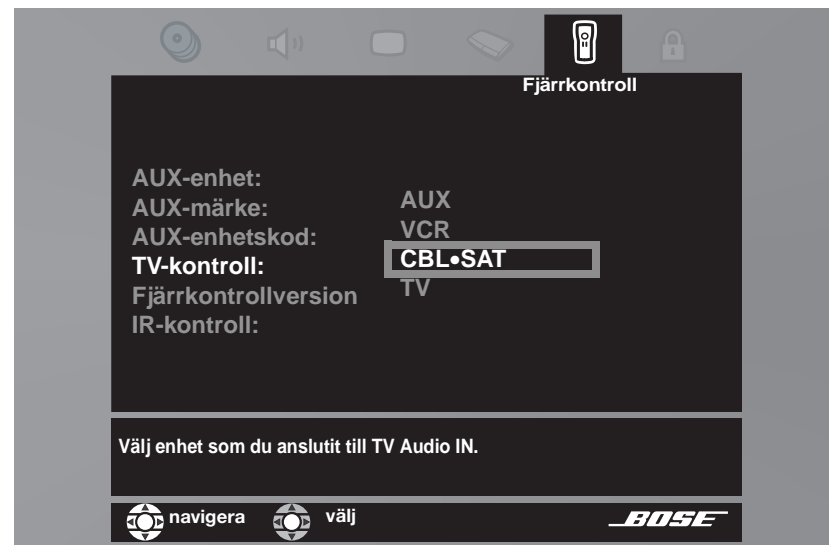 Fjärrkontroll
AUX-enhet:
AUX-märke:
AUX-enhetskod:
TV-kontroll:
Fjärrkontrollversion
IR-kontroll:
AUX
VCR
CBL•SAT
TV
Välj enhet som du anslutit till TV Audio IN.
navigera välj BOSE